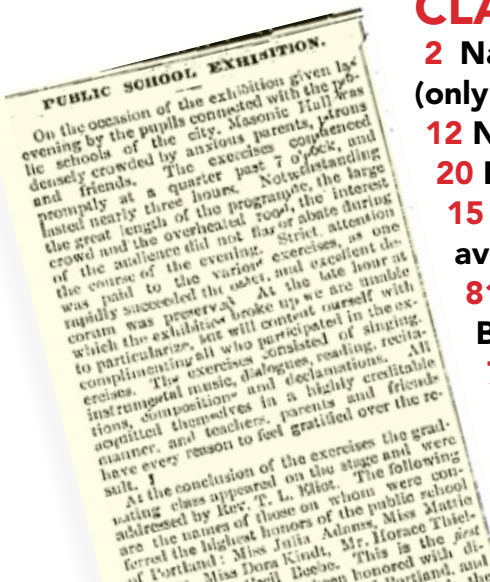 PUBLIC SCHOOL EXHIBITION.
On the occasion of the exhibition given last
evening by the pupils connected with the pub-
lic schools of the city, Masonic Hall was
densely crowded by anxious parents, patrons
and friends. The exercises commenced
promptly at a quarter past 7 o'clock, and
lasted nearly three hours. Notwithstanding
the great length of the programme, the large
crowd and the overheated room, the interest
of the audience did not flag or abate during
the course of the evening. Strict attention
was paid to the various exercises, as one
rapidly succeeded the other, and excellent de-
corum was preserved. At the late hour at
which the exhibition broke up we are unable
to particularize, but will content ourself with
complimenting all who participated in the ex-
ercises. The exercises consisted of singing,
instrumental music, dialogues, reading, recita-
tions, compositions and declamations. All
acquitted themselves in a highly creditable
manner, and teachers, parents and friends
have every reason to feel gratified over the re-
sult.
At the conclusion of the exercises the grad-
uating class appeared on the stage and were
addressed by Rev. T. L. Eliot. The following
are the names of those on whom were con-
ferred the highest honors of the public school
of Portland: Miss Julia Adams, Miss Mattie
Miss Dora Kindt, Mr. Horace Thiel-
Beebe. This is the first
been honored with di-
Portland, and
CLA
2 Na
(only
12 N
20
15
av
81
B